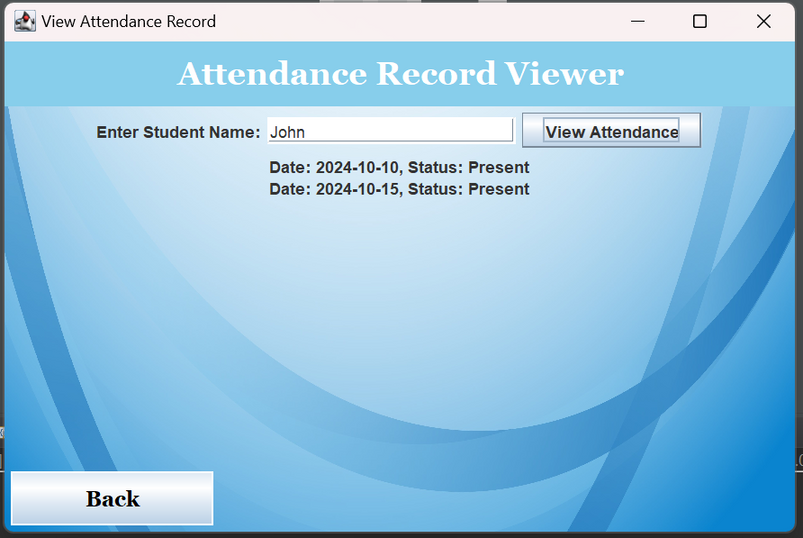 View Attendance Record
Attendance Record Viewer
Enter Student Name: John View Attendance
Date: 2024-10-10, Status: Present
Date: 2024-10-15, Status: Present
Back